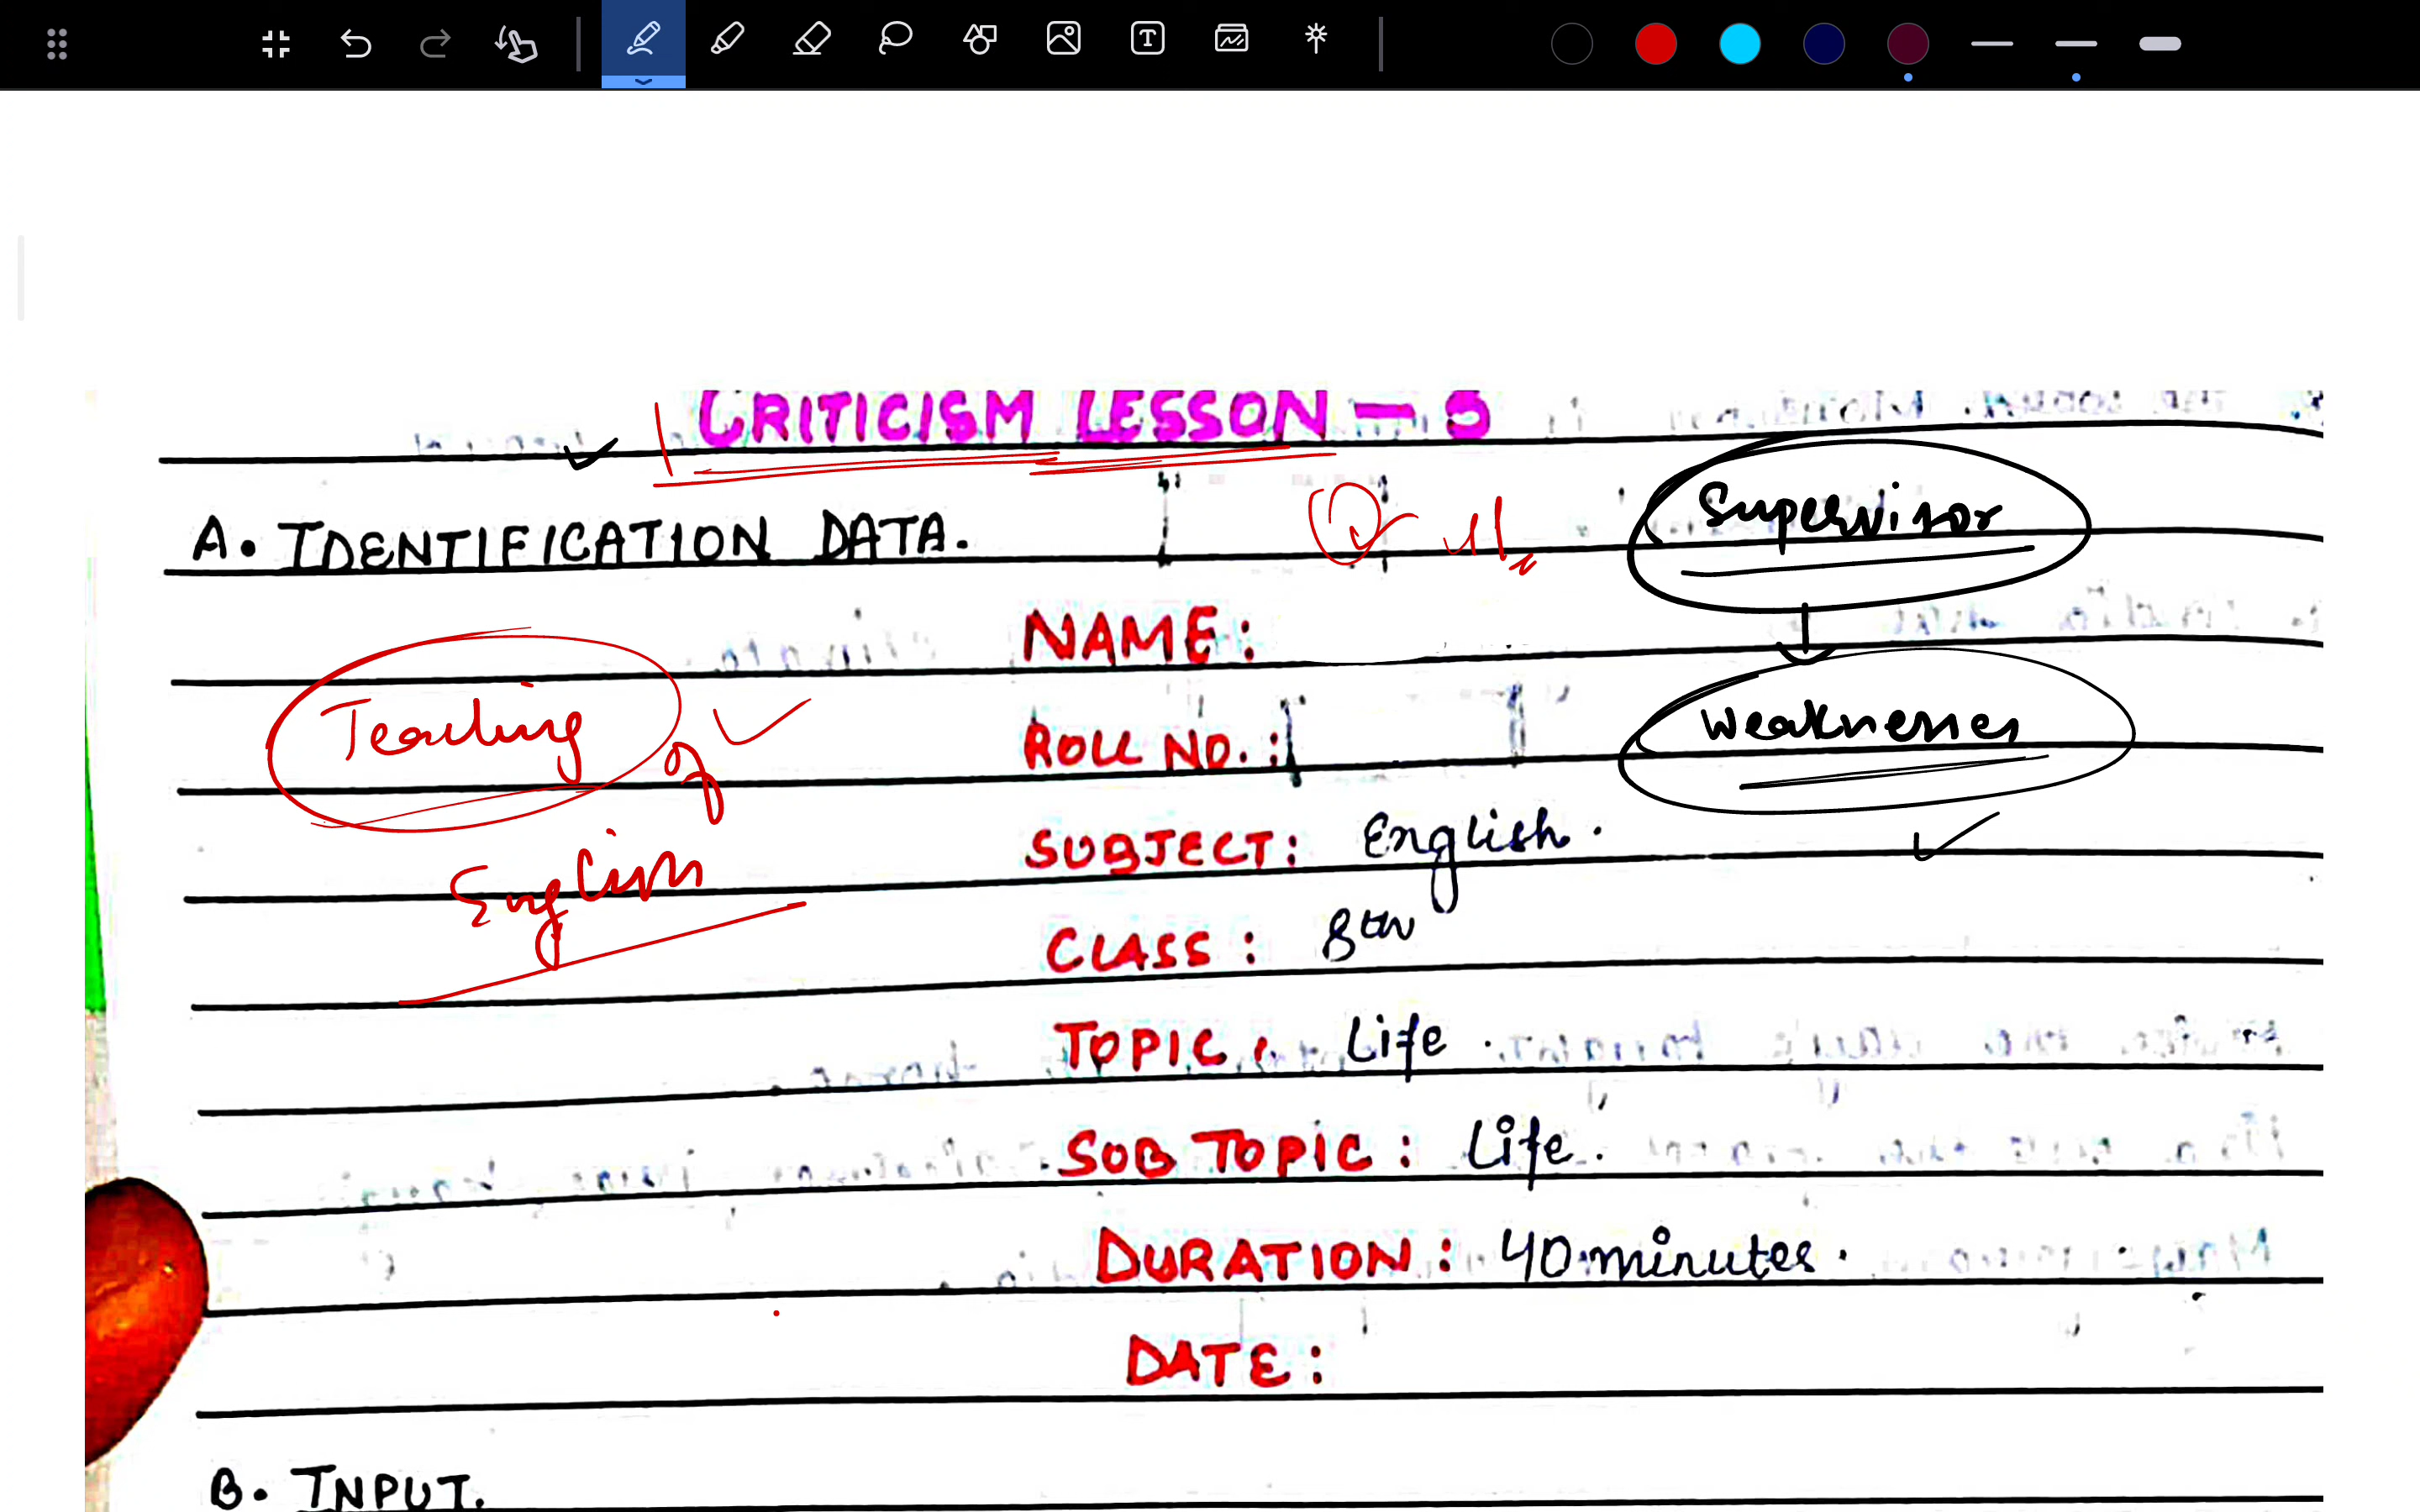 CRITICISM LESSON - 5
A. IDENTIFICATION DATA.
Supervisor
NAME:
Teaching of
English
ROLL NO.:
Weaknesses
SUBJECT: English.
CLASS: 8th
TOPIC: Life.
SUB TOPIC: Life.
DURATION: 40 minutes.
DATE:
B. INPUT.